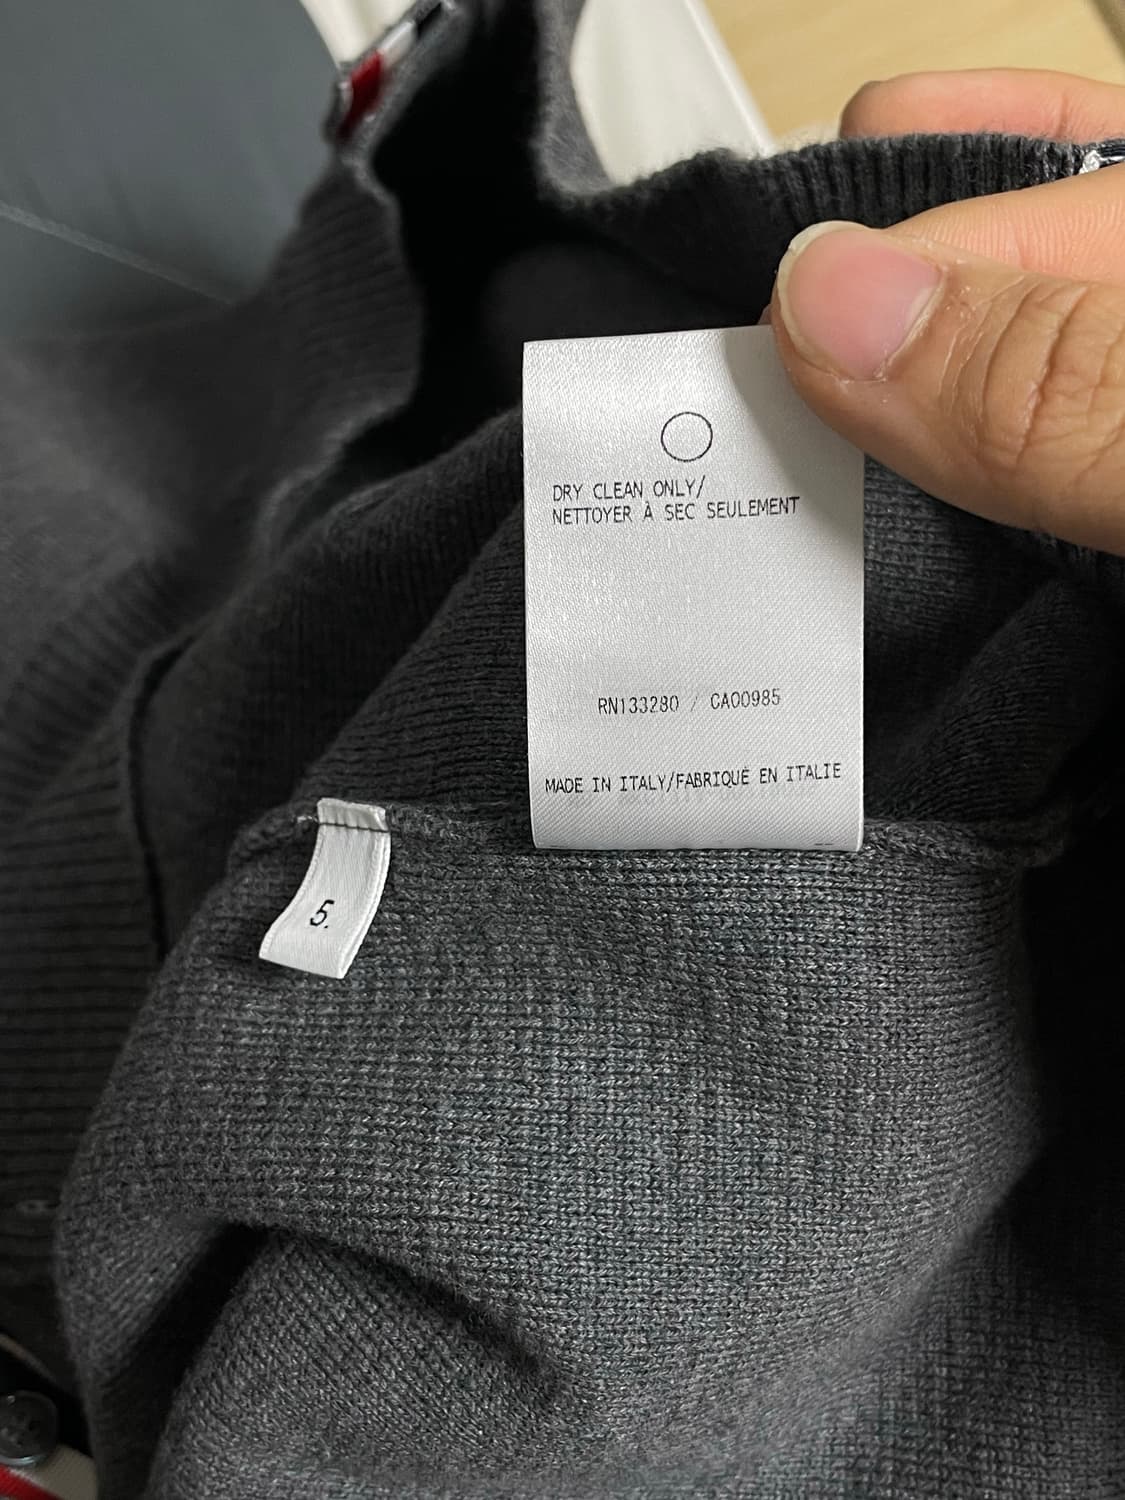 DRY CLEAN ONLY/
NETTOYER À SEC SEULEMENT
RN133280 / CA00985
MADE IN ITALY/FABRIQUÉ EN ITALIE
5.